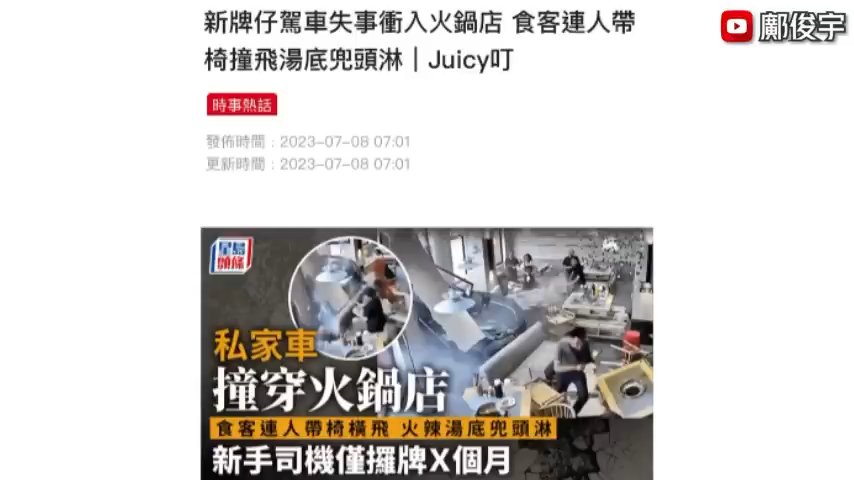 新牌仔駕車失事衝入火鍋店 食客連人帶
椅撞飛湯底兜頭淋｜Juicy叮
鄺俊宇
時事熱話
發佈時間：2023-07-08 07:01
更新時間：2023-07-08 07:01
星島
頭條
私家車
撞穿火鍋店
食客連人帶椅橫飛 火辣湯底兜頭淋
新手司機僅攞牌X個月